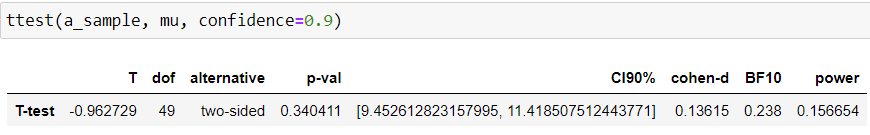 ttest(a_sample, mu, confidence=0.9)
T dof alternative p-val CI90% cohen-d BF10 power
T-test -0.962729 49 two-sided 0.340411 [9.452612823157995, 11.418507512443771] 0.13615 0.238 0.156654